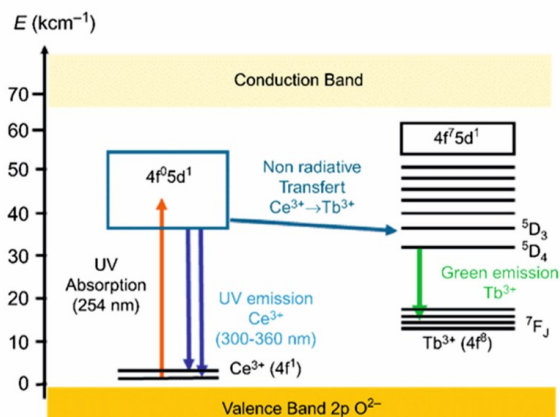 E (kcm⁻¹)
Conduction Band
70
60
50
40
30
20
10
0
4f⁰5d¹
4f⁷5d¹
Non radiative
Transfert
Ce³⁺→Tb³⁺
⁵D₃
⁵D₄
UV
Absorption
(254 nm)
UV emission
Ce³⁺
(300-360 nm)
Green emission
Tb³⁺
⁷F_J
Ce³⁺ (4f¹)
Tb³⁺ (4f⁸)
Valence Band 2p O²⁻